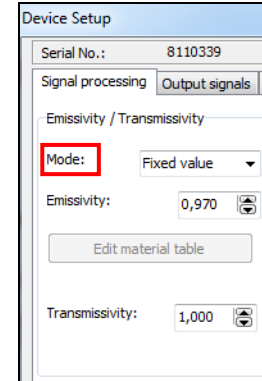 Device Setup
Serial No.: 8110339
Signal processing Output signals
Emissivity / Transmissivity
Mode: Fixed value
Emissivity: 0,970
Edit material table
Transmissivity: 1,000